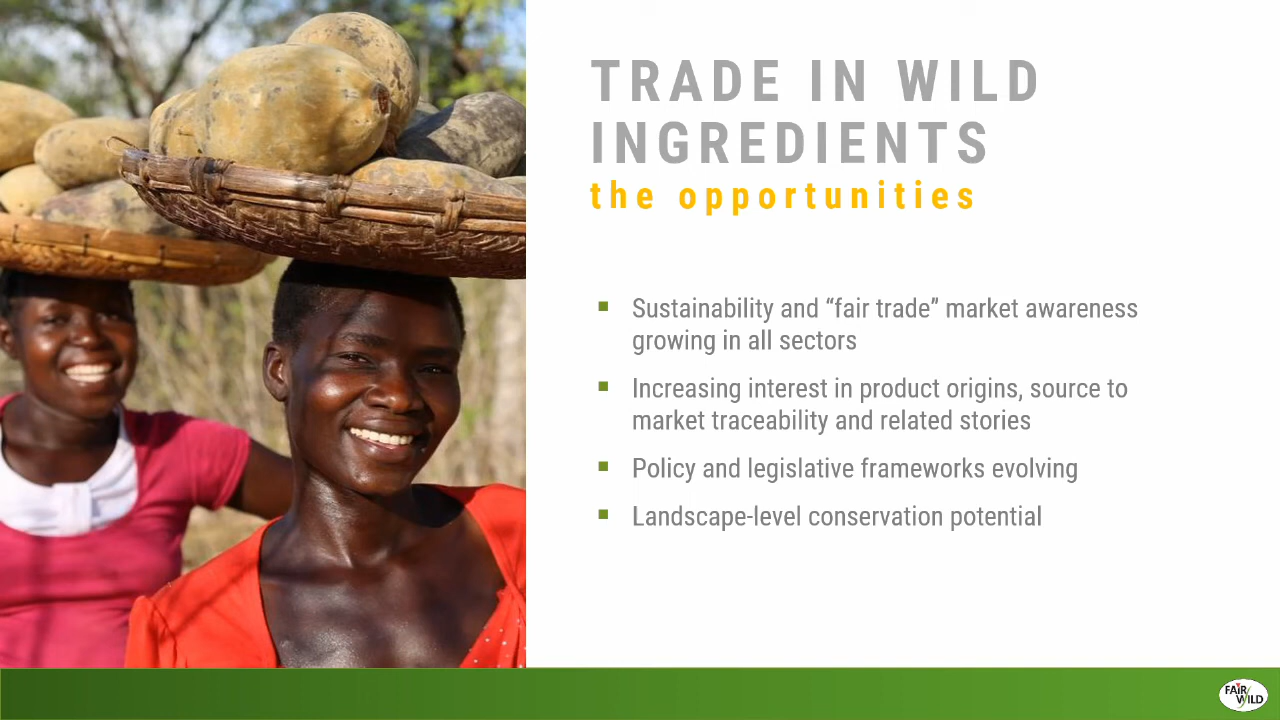 TRADE IN WILD
INGREDIENTS
the opportunities
Sustainability and “fair trade” market awareness
growing in all sectors
Increasing interest in product origins, source to
market traceability and related stories
Policy and legislative frameworks evolving
Landscape-level conservation potential
FAIR
WILD